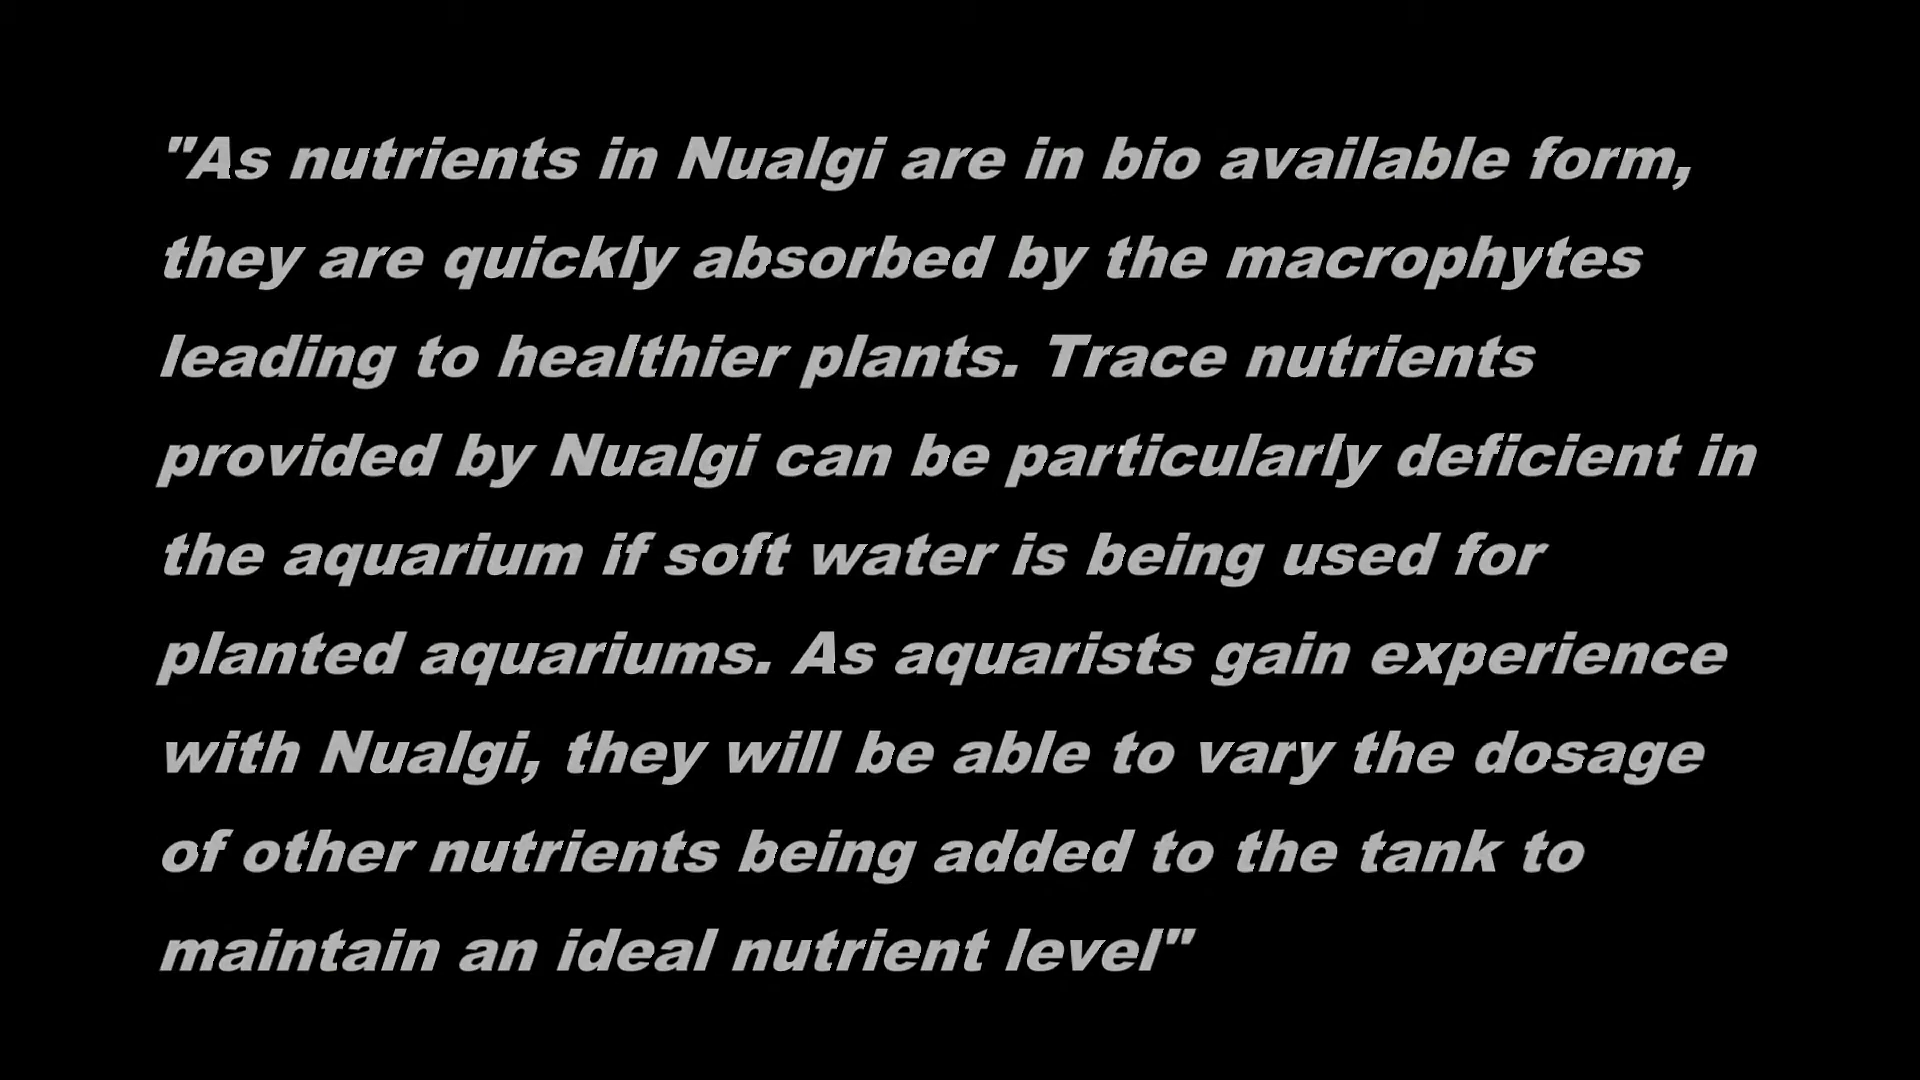 "As nutrients in Nualgi are in bio available form,
they are quickly absorbed by the macrophytes
leading to healthier plants. Trace nutrients
provided by Nualgi can be particularly deficient in
the aquarium if soft water is being used for
planted aquariums. As aquarists gain experience
with Nualgi, they will be able to vary the dosage
of other nutrients being added to the tank to
maintain an ideal nutrient level"